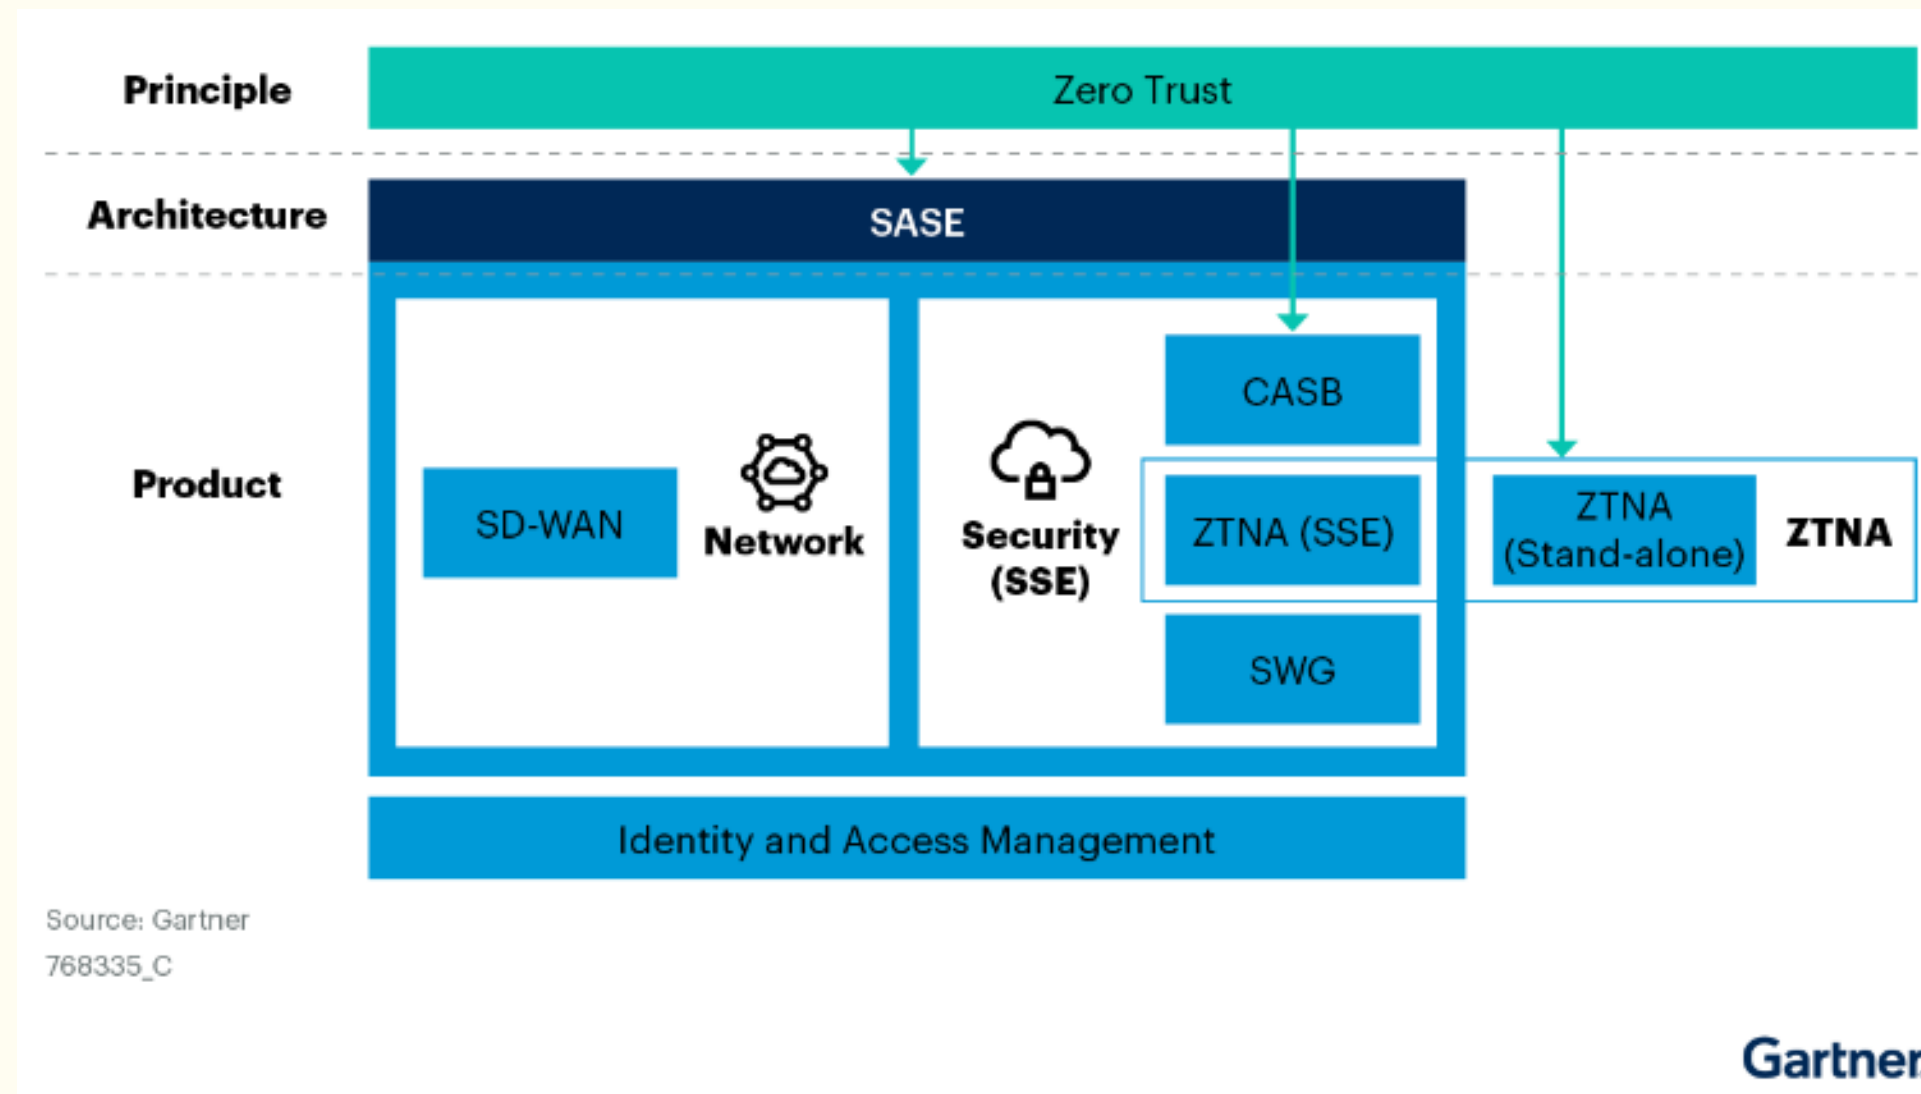 Principle
Zero Trust
Architecture
SASE
Product
SD-WAN
Network
Security
(SSE)
CASB
ZTNA (SSE)
SWG
ZTNA
(Stand-alone)
ZTNA
Identity and Access Management
Source: Gartner
768335_C
Gartner